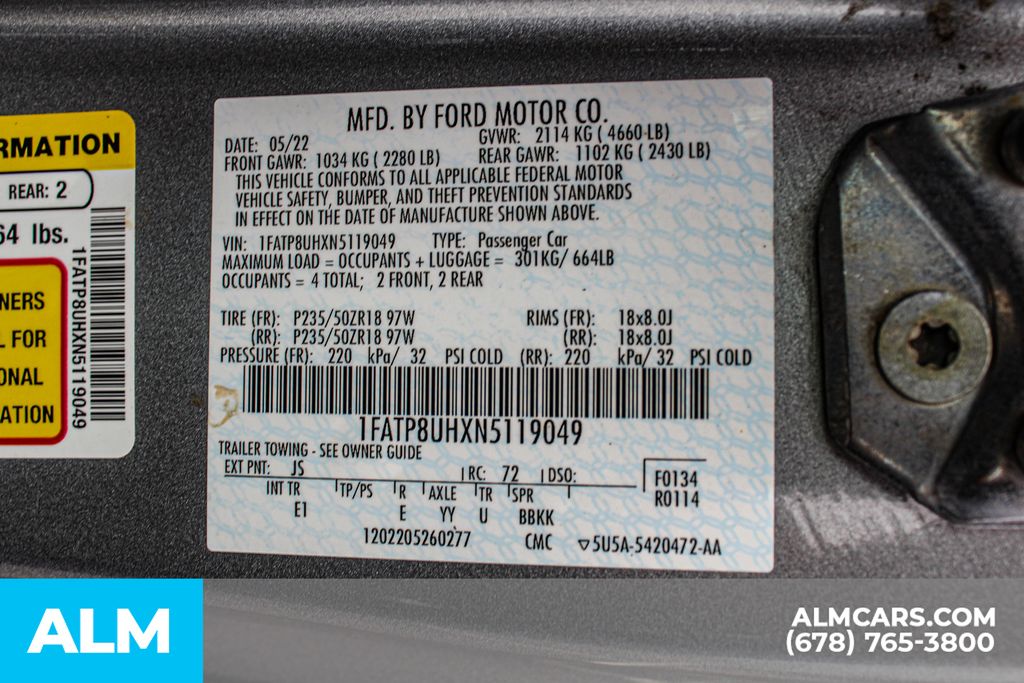 RMATION
REAR: 2
64 lbs.
NERS
L FOR
ONAL
ATION
1FATP8UHXN5119049
MFD. BY FORD MOTOR CO.
DATE: 05/22 GVWR: 2114 KG ( 4660 LB)
FRONT GAWR: 1034 KG ( 2280 LB) REAR GAWR: 1102 KG ( 2430 LB)
THIS VEHICLE CONFORMS TO ALL APPLICABLE FEDERAL MOTOR
VEHICLE SAFETY, BUMPER, AND THEFT PREVENTION STANDARDS
IN EFFECT ON THE DATE OF MANUFACTURE SHOWN ABOVE.
VIN: 1FATP8UHXN5119049 TYPE: Passenger Car
MAXIMUM LOAD = OCCUPANTS + LUGGAGE = 301KG/ 664LB
OCCUPANTS = 4 TOTAL; 2 FRONT, 2 REAR
TIRE (FR): P235/50ZR18 97W RIMS (FR): 18x8.0J
(RR): P235/50ZR18 97W (RR): 18x8.0J
PRESSURE (FR): 220 kPa/ 32 PSI COLD (RR): 220 kPa/ 32 PSI COLD
1FATP8UHXN5119049
TRAILER TOWING - SEE OWNER GUIDE
EXT PNT: JS RC: 72 DSO: F0134
R0114
INT TR TP/PS R AXLE TR SPR
E1 E YY U BBKK
1202205260277 CMC ▽5U5A-5420472-AA
ALM
ALMCARS.COM
(678) 765-3800